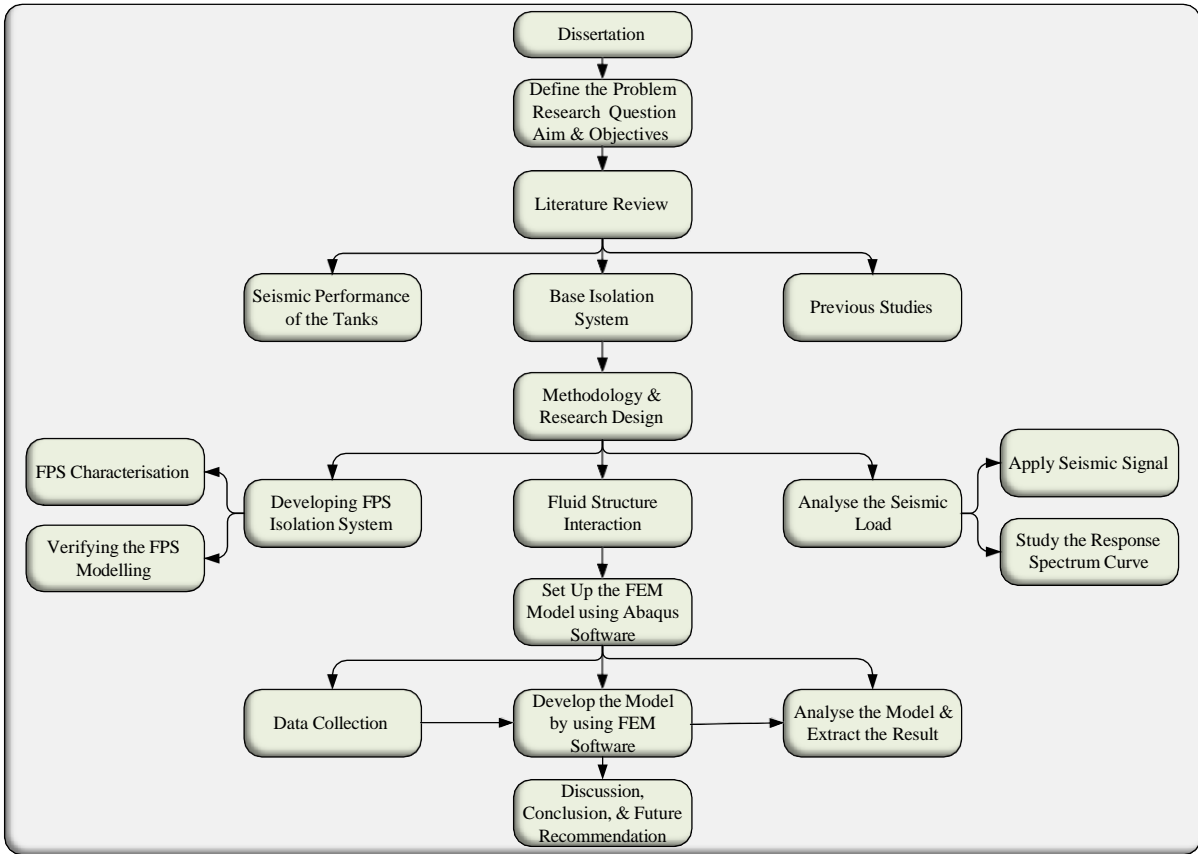 Dissertation
Define the Problem
Research Question
Aim & Objectives
Literature Review
Seismic Performance
of the Tanks
Base Isolation
System
Previous Studies
Methodology &
Research Design
FPS Characterisation
Verifying the FPS
Modelling
Developing FPS
Isolation System
Fluid Structure
Interaction
Analyse the Seismic
Load
Apply Seismic Signal
Study the Response
Spectrum Curve
Set Up the FEM
Model using Abaqus
Software
Data Collection
Develop the Model
by using FEM
Software
Analyse the Model &
Extract the Result
Discussion,
Conclusion, & Future
Recommendation